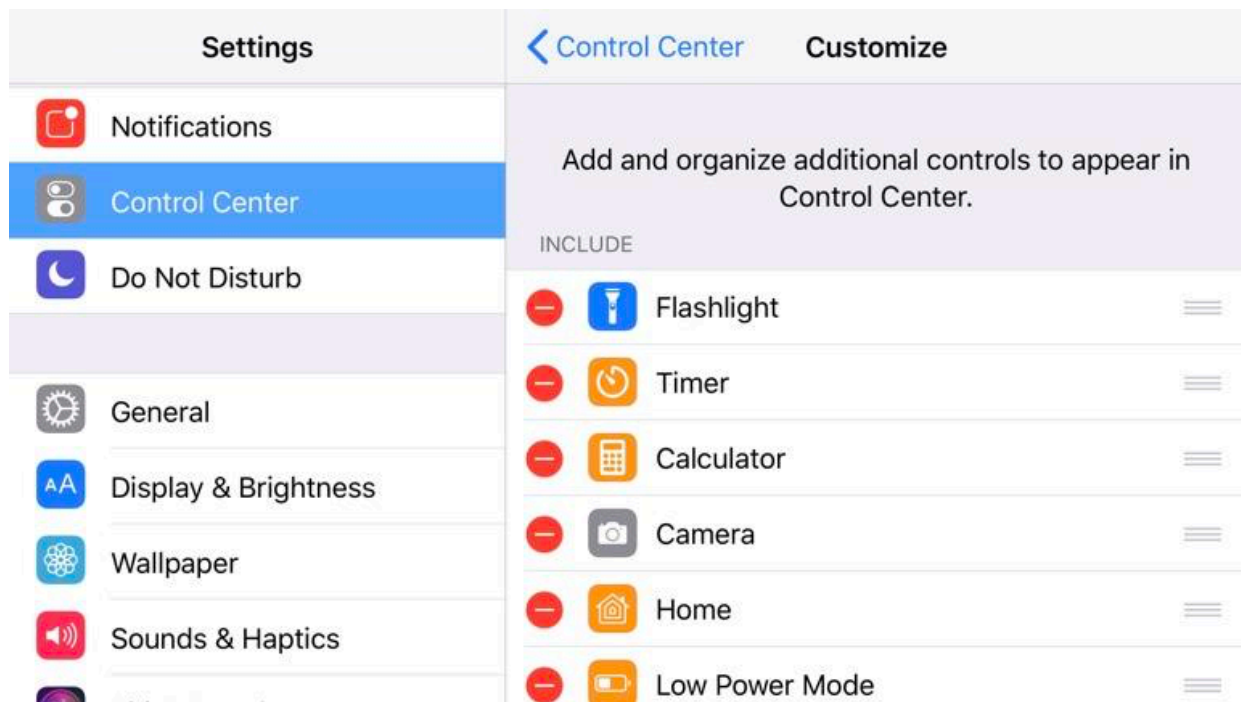 Settings
Notifications
Control Center
Do Not Disturb
General
AA Display & Brightness
Wallpaper
Sounds & Haptics
Control Center Customize
Add and organize additional controls to appear in
Control Center.
INCLUDE
Flashlight
Timer
Calculator
Camera
Home
Low Power Mode